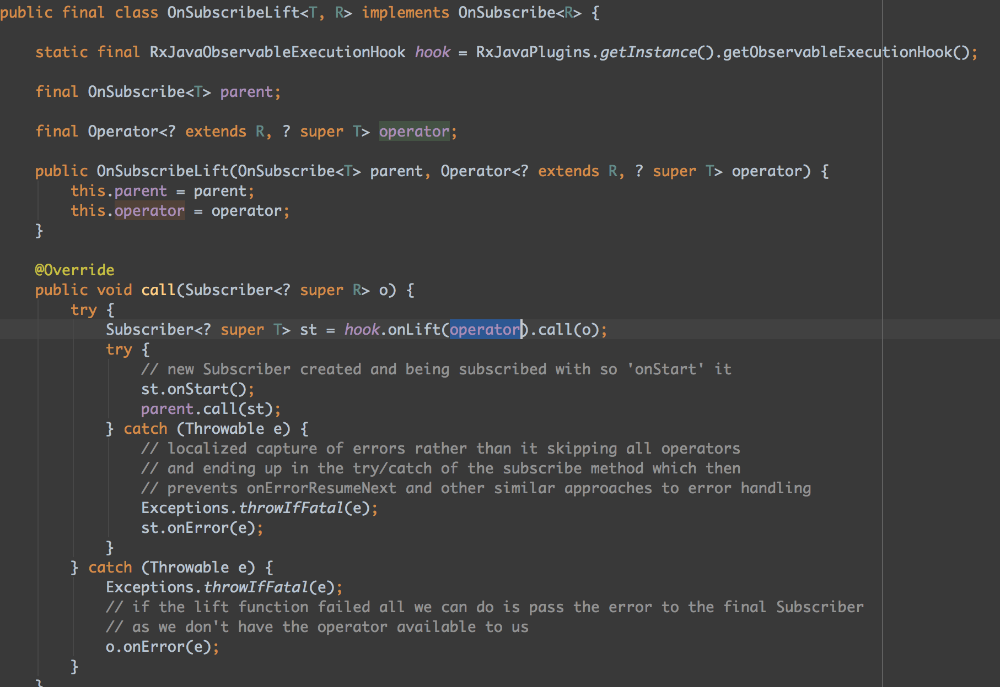 public final class OnSubscribeLift<T, R> implements OnSubscribe<R> {
static final RxJavaObservableExecutionHook hook = RxJavaPlugins.getInstance().getObservableExecutionHook();
final OnSubscribe<T> parent;
final Operator<? extends R, ? super T> operator;
public OnSubscribeLift(OnSubscribe<T> parent, Operator<? extends R, ? super T> operator) {
this.parent = parent;
this.operator = operator;
}
@Override
public void call(Subscriber<? super R> o) {
try {
Subscriber<? super T> st = hook.onLift(operator).call(o);
try {
// new Subscriber created and being subscribed with so 'onStart' it
st.onStart();
parent.call(st);
} catch (Throwable e) {
// localized capture of errors rather than it skipping all operators
// and ending up in the try/catch of the subscribe method which then
// prevents onErrorResumeNext and other similar approaches to error handling
Exceptions.throwIfFatal(e);
st.onError(e);
}
} catch (Throwable e) {
Exceptions.throwIfFatal(e);
// if the lift function failed all we can do is pass the error to the final Subscriber
// as we don't have the operator available to us
o.onError(e);
}
}